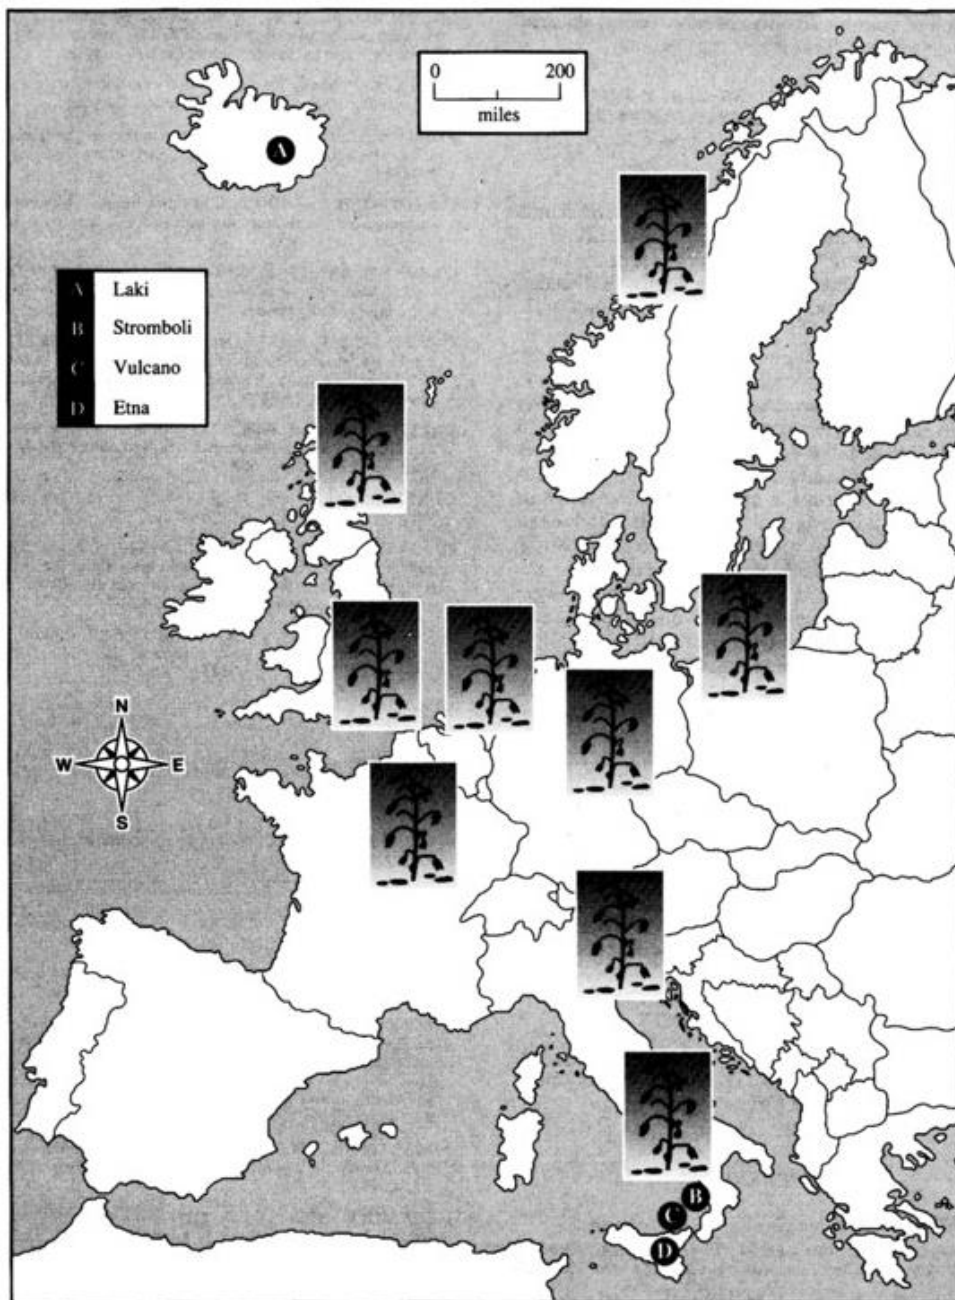 0 200
miles
A
A Laki
B Stromboli
C Vulcano
D Etna
N
W E
S
B
C
D